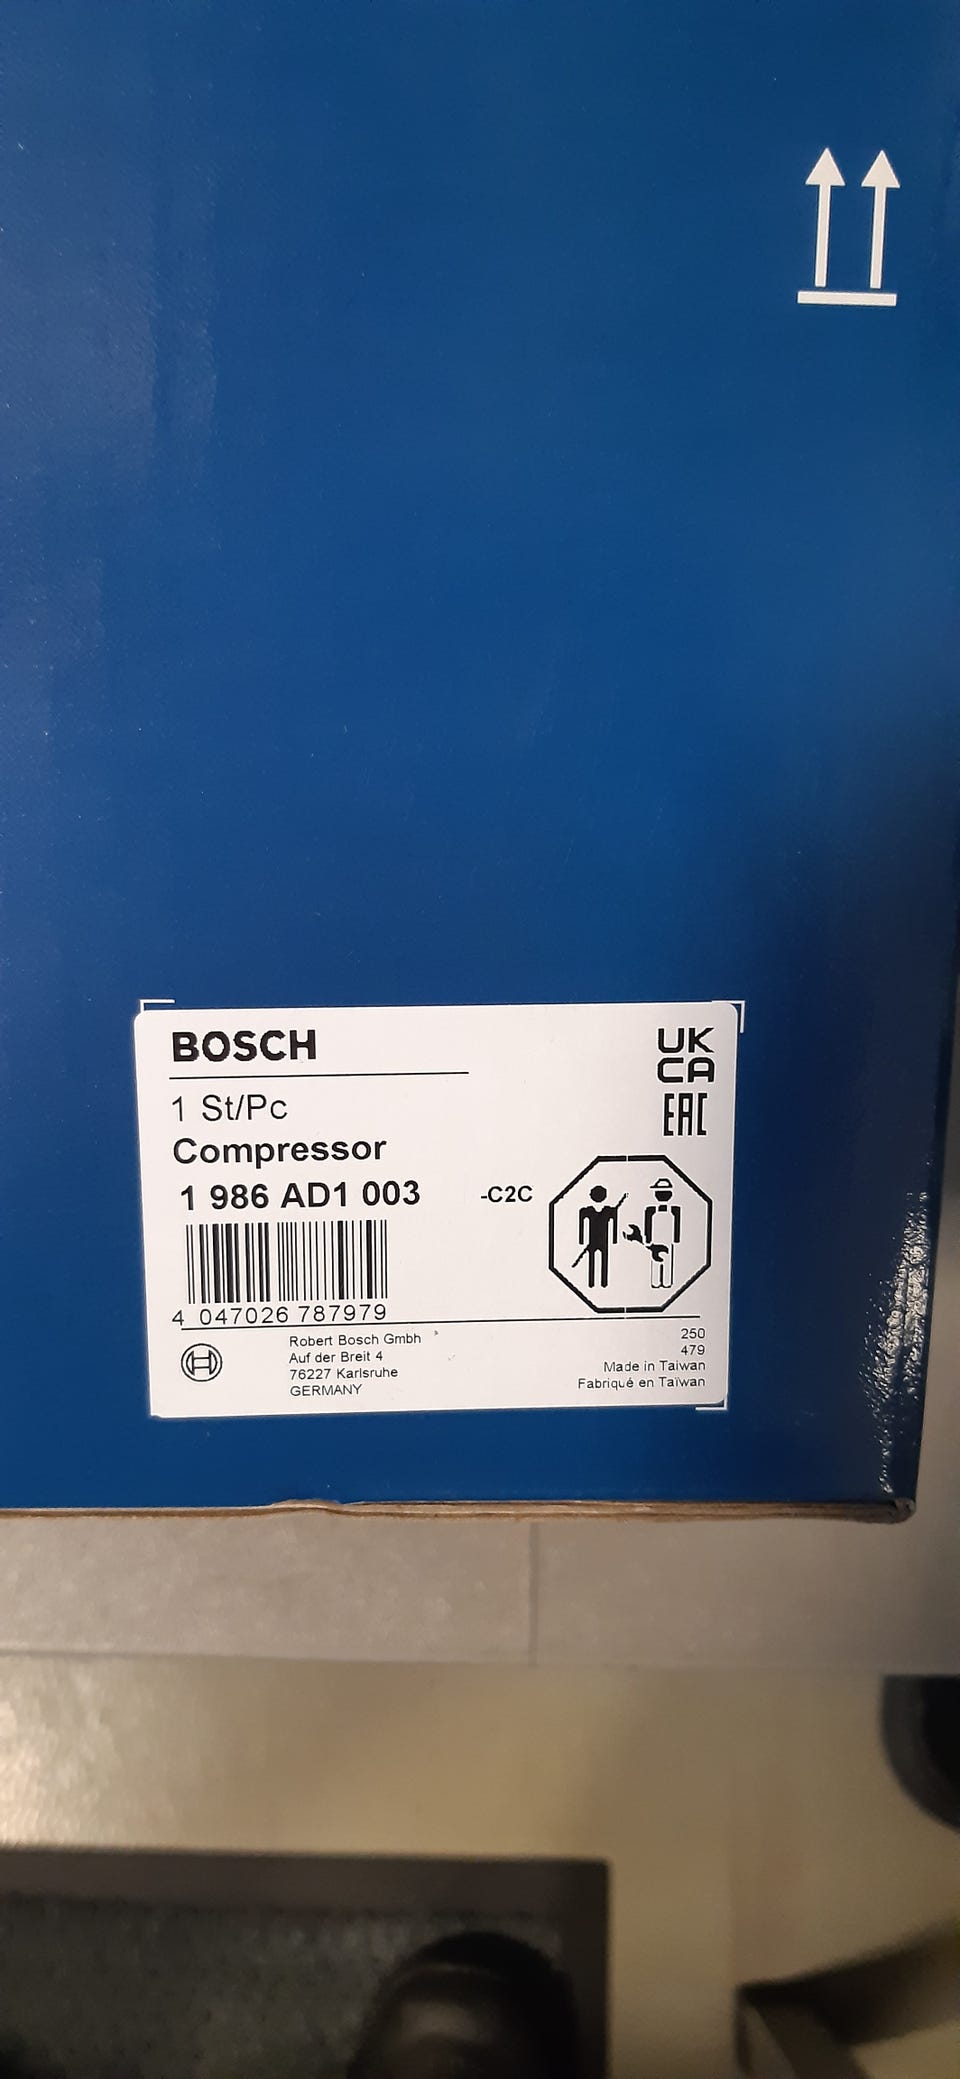 BOSCH
UK
CA
EAC
1 St/Pc
Compressor
1 986 AD1 003
-C2C
4 047026 787979
Robert Bosch Gmbh
Auf der Breit 4
76227 Karlsruhe
GERMANY
250
479
Made in Taiwan
Fabriqué en Taïwan